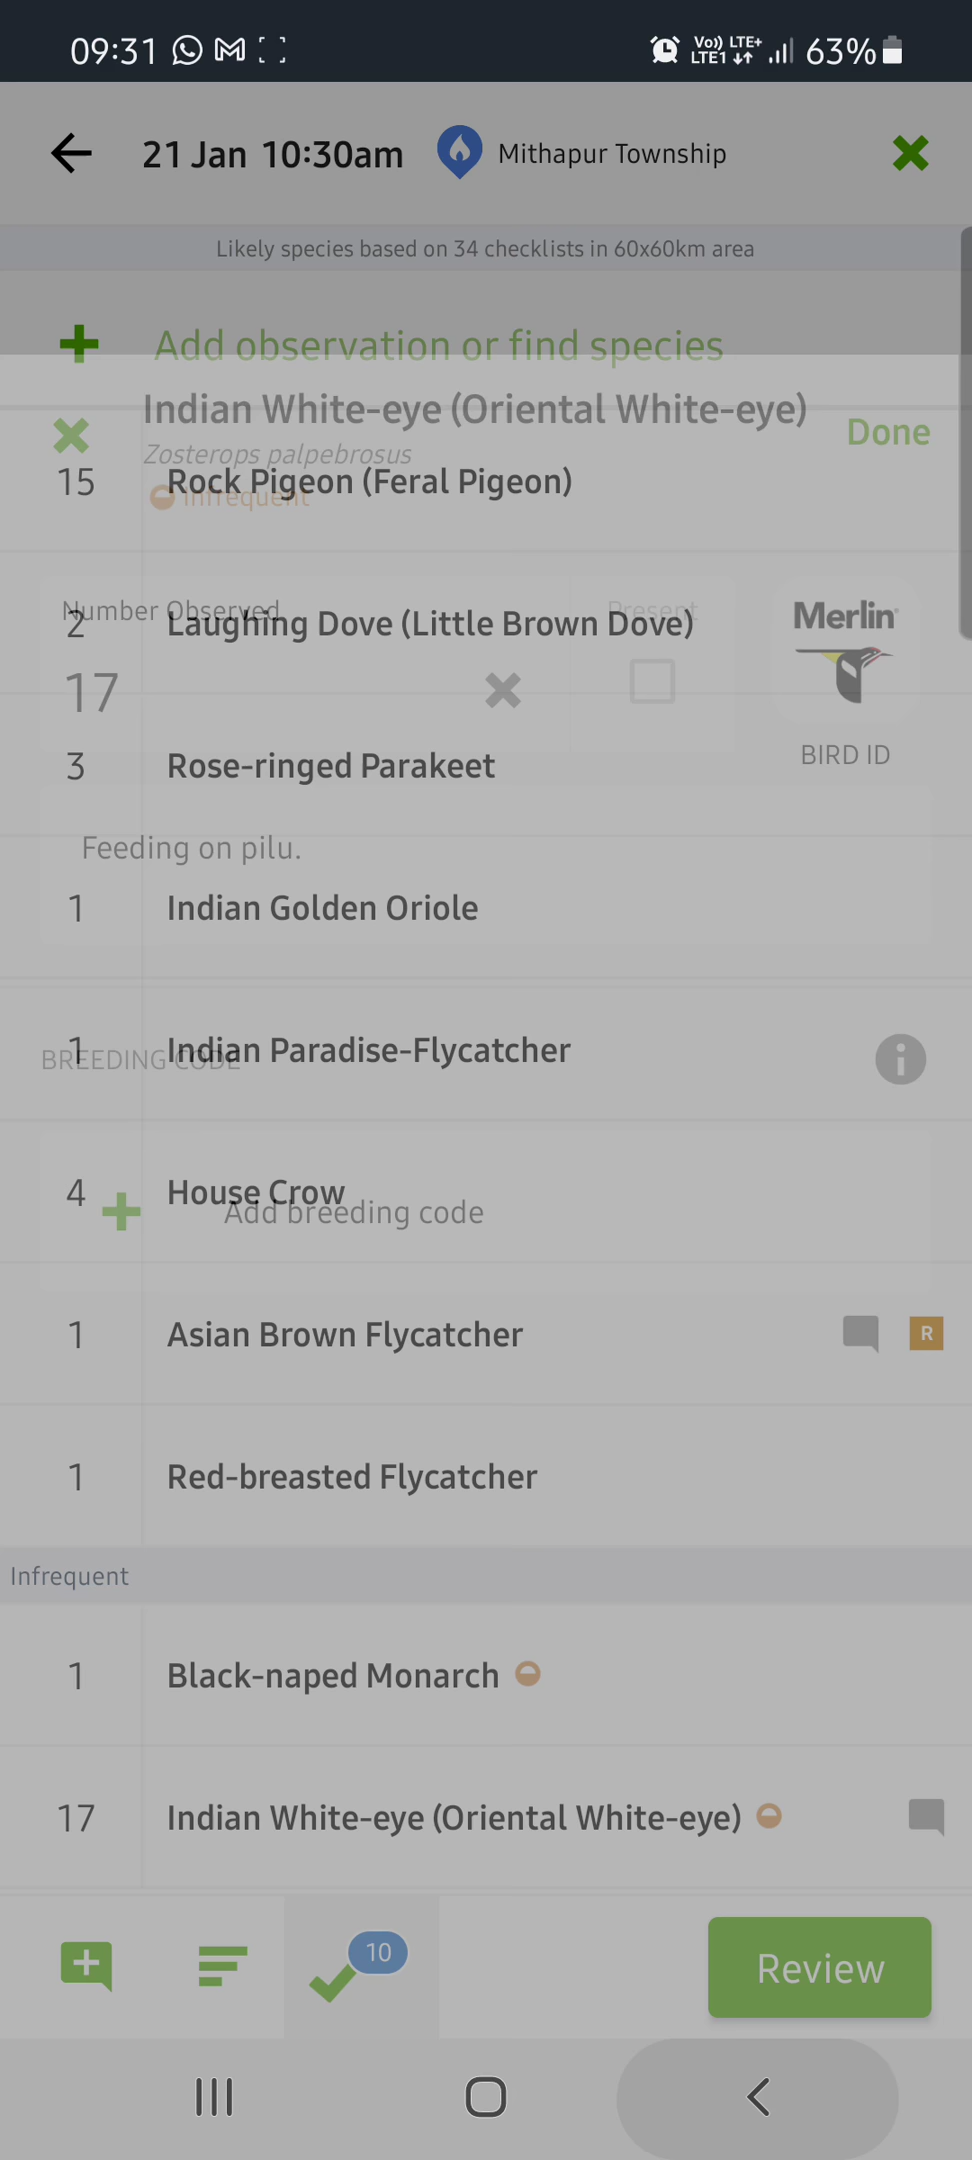 09:31
Vo)) LTE+
LTE1
63%
21 Jan 10:30am
Mithapur Township
Likely species based on 34 checklists in 60x60km area
Add observation or find species
Indian White-eye (Oriental White-eye)
Done
Zosterops palpebrosus
15 Rock Pigeon (Feral Pigeon)
Infrequent
Number Observed
Present
Merlin
2 Laughing Dove (Little Brown Dove)
17
BIRD ID
3 Rose-ringed Parakeet
Feeding on pilu.
1 Indian Golden Oriole
1 Indian Paradise-Flycatcher
BREEDING CODE
4 House Crow
Add breeding code
1 Asian Brown Flycatcher
R
1 Red-breasted Flycatcher
Infrequent
1 Black-naped Monarch
17 Indian White-eye (Oriental White-eye)
10
Review